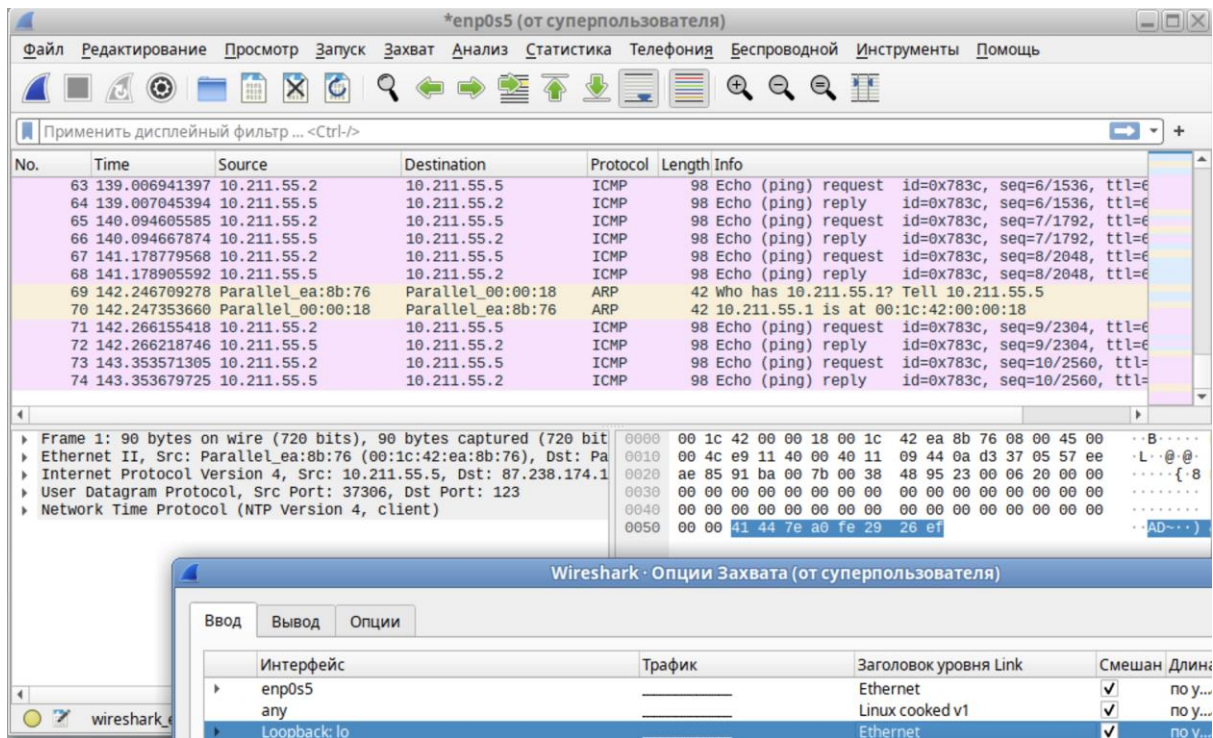 *enp0s5 (от суперпользователя)
Файл Редактирование Просмотр Запуск Захват Анализ Статистика Телефония Беспроводной Инструменты Помощь
Применить дисплейный фильтр ... <Ctrl-/>
No. Time Source Destination Protocol Length Info
63 139.006941397 10.211.55.2 10.211.55.5 ICMP 98 Echo (ping) request id=0x783c, seq=6/1536, ttl=6
64 139.007045394 10.211.55.5 10.211.55.2 ICMP 98 Echo (ping) reply id=0x783c, seq=6/1536, ttl=6
65 140.094605585 10.211.55.2 10.211.55.5 ICMP 98 Echo (ping) request id=0x783c, seq=7/1792, ttl=6
66 140.094667874 10.211.55.5 10.211.55.2 ICMP 98 Echo (ping) reply id=0x783c, seq=7/1792, ttl=6
67 141.178779568 10.211.55.2 10.211.55.5 ICMP 98 Echo (ping) request id=0x783c, seq=8/2048, ttl=6
68 141.178905592 10.211.55.5 10.211.55.2 ICMP 98 Echo (ping) reply id=0x783c, seq=8/2048, ttl=6
69 142.246709278 Parallel_ea:8b:76 Parallel_00:00:18 ARP 42 Who has 10.211.55.1? Tell 10.211.55.5
70 142.247353660 Parallel_00:00:18 Parallel_ea:8b:76 ARP 42 10.211.55.1 is at 00:1c:42:00:00:18
71 142.266155418 10.211.55.2 10.211.55.5 ICMP 98 Echo (ping) request id=0x783c, seq=9/2304, ttl=6
72 142.266218746 10.211.55.5 10.211.55.2 ICMP 98 Echo (ping) reply id=0x783c, seq=9/2304, ttl=6
73 143.353571305 10.211.55.2 10.211.55.5 ICMP 98 Echo (ping) request id=0x783c, seq=10/2560, ttl=
74 143.353679725 10.211.55.5 10.211.55.2 ICMP 98 Echo (ping) reply id=0x783c, seq=10/2560, ttl=
Frame 1: 90 bytes on wire (720 bits), 90 bytes captured (720 bit
Ethernet II, Src: Parallel_ea:8b:76 (00:1c:42:ea:8b:76), Dst: Pa
Internet Protocol Version 4, Src: 10.211.55.5, Dst: 87.238.174.1
User Datagram Protocol, Src Port: 37306, Dst Port: 123
Network Time Protocol (NTP Version 4, client)
0000 00 1c 42 00 00 18 00 1c 42 ea 8b 76 08 00 45 00 ··B·····
0010 00 4c e9 11 40 00 40 11 09 44 0a d3 37 05 57 ee ·L··@·@·
0020 ae 85 91 ba 00 7b 00 38 48 95 23 00 06 20 00 00 ·····{·8
0030 00 00 00 00 00 00 00 00 00 00 00 00 00 00 00 00 ········
0040 00 00 00 00 00 00 00 00 00 00 00 00 00 00 00 00 ········
0050 00 00 41 44 7e a0 fe 29 26 ef ··AD~··)
Wireshark · Опции Захвата (от суперпользователя)
Ввод Вывод Опции
Интерфейс Трафик Заголовок уровня Link Смешан Длина
enp0s5 Ethernet по у...
any Linux cooked v1 по у...
Loopback: lo Ethernet по у...
wireshark_e